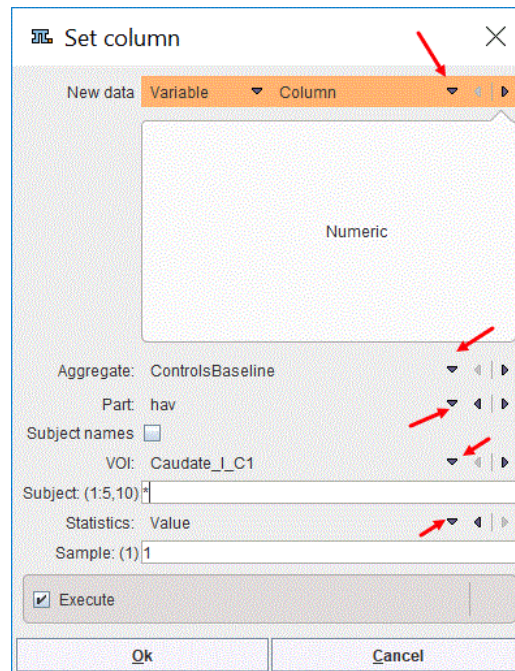 Set column
New data Variable Column
Numeric
Aggregate: ControlsBaseline
Part: hav
Subject names
VOI: Caudate_l_C1
Subject: (1:5,10) *
Statistics: Value
Sample: (1) 1
Execute
Ok Cancel